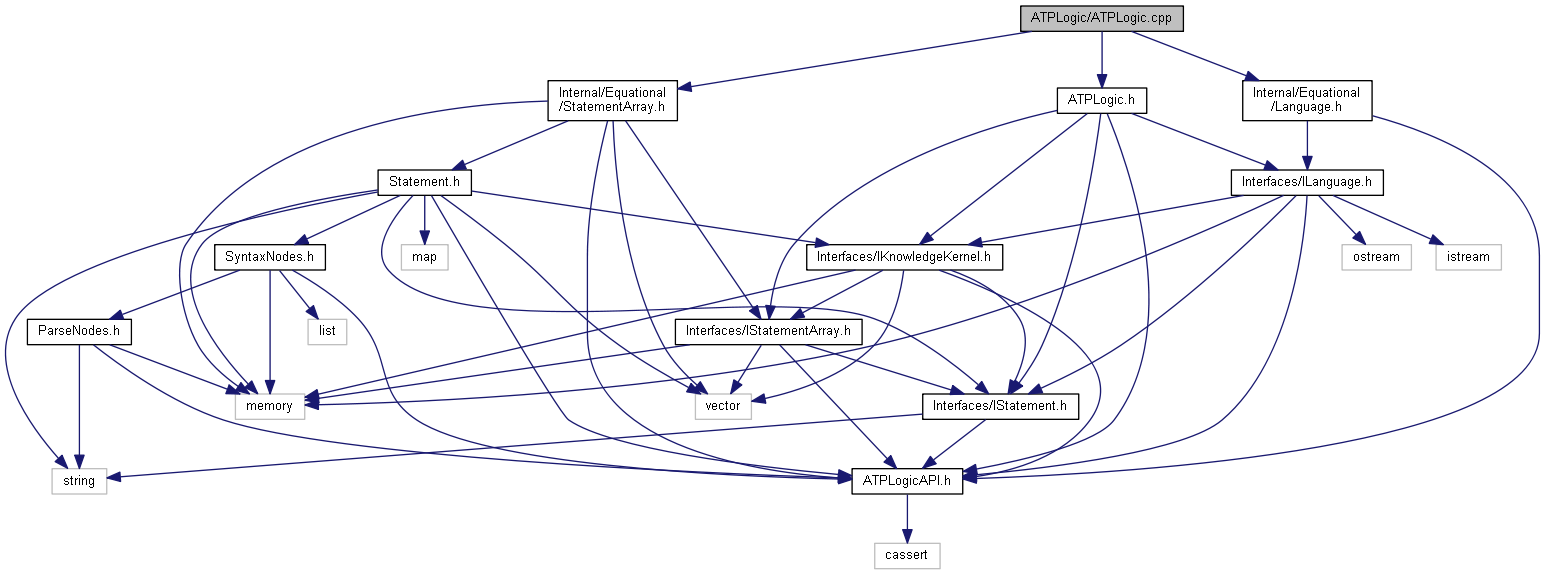 ATPLogic/ATPLogic.cpp
Internal/Equational
/StatementArray.h
ATPLogic.h
Internal/Equational
/Language.h
Statement.h
Interfaces/ILanguage.h
SyntaxNodes.h
map
Interfaces/IKnowledgeKernel.h
ostream
istream
ParseNodes.h
list
Interfaces/IStatementArray.h
memory
vector
Interfaces/IStatement.h
string
ATPLogicAPI.h
cassert